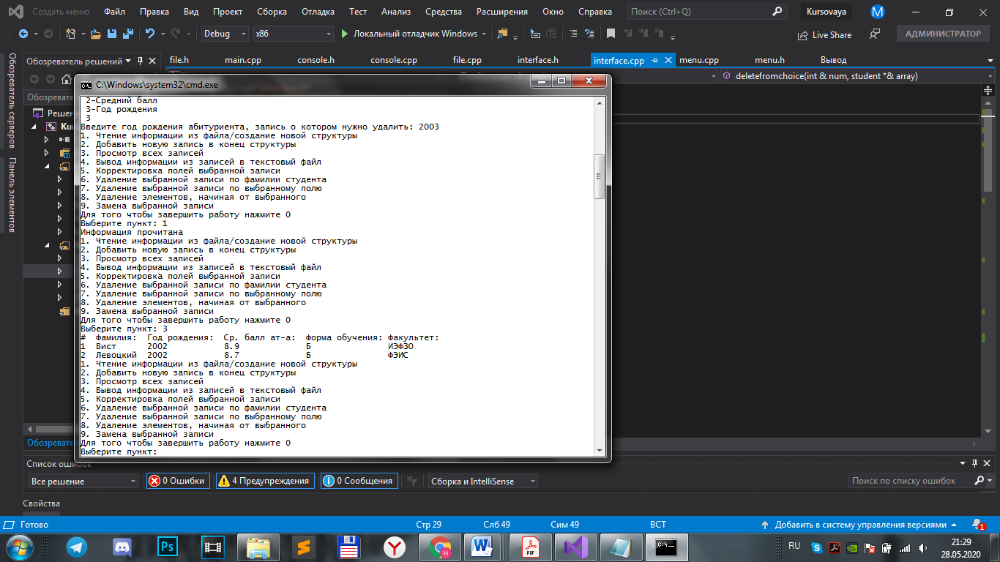 Создать меню Файл Правка Вид Проект Сборка Отладка Тест Анализ Средства Расширения Окно Справка Поиск (Ctrl+Q) Kursovaya M
Debug x86 Локальный отладчик Windows Live Share АДМИНИСТРАТОР
Обозреватель серверов
Панель элементов
Обозреватель решений
file.h main.cpp console.h console.cpp file.cpp interface.h interface.cpp menu.cpp menu.h Вывод
deletefromchoice(int & num, student *& array)
C:\Windows\system32\cmd.exe
2-Средний балл
3-Год рождения
3
Введите год рождения абитуриента, запись о котором нужно удалить: 2003
1. Чтение информации из файла/создание новой структуры
2. Добавить новую запись в конец структуры
3. Просмотр всех записей
4. Вывод информации из записей в текстовый файл
5. Корректировка полей выбранной записи
6. Удаление выбранной записи по фамилии студента
7. Удаление выбранной записи по выбранному полю
8. Удаление элементов, начиная от выбранного
9. Замена выбранной записи
Для того чтобы завершить работу нажмите 0
Выберите пункт: 1
Информация прочитана
1. Чтение информации из файла/создание новой структуры
2. Добавить новую запись в конец структуры
3. Просмотр всех записей
4. Вывод информации из записей в текстовый файл
5. Корректировка полей выбранной записи
6. Удаление выбранной записи по фамилии студента
7. Удаление выбранной записи по выбранному полю
8. Удаление элементов, начиная от выбранного
9. Замена выбранной записи
Для того чтобы завершить работу нажмите 0
Выберите пункт: 3
# Фамилия: Год рождения: Ср. балл ат-а: Форма обучения: Факультет:
1 Вист 2002 8.9 Б ИЭФЗО
2 Левоцкий 2002 8.7 Б ФЭИС
1. Чтение информации из файла/создание новой структуры
2. Добавить новую запись в конец структуры
3. Просмотр всех записей
4. Вывод информации из записей в текстовый файл
5. Корректировка полей выбранной записи
6. Удаление выбранной записи по фамилии студента
7. Удаление выбранной записи по выбранному полю
8. Удаление элементов, начиная от выбранного
9. Замена выбранной записи
Для того чтобы завершить работу нажмите 0
Выберите пункт:
Список ошибок
Все решение 0 Ошибки 4 Предупреждения 0 Сообщения Сборка и IntelliSense Поиск по списку ошибок
Свойства
Готово Стр 29 Слб 49 Сим 49 ВСТ Добавить в систему управления версиями 1
RU 21:29
28.05.2020